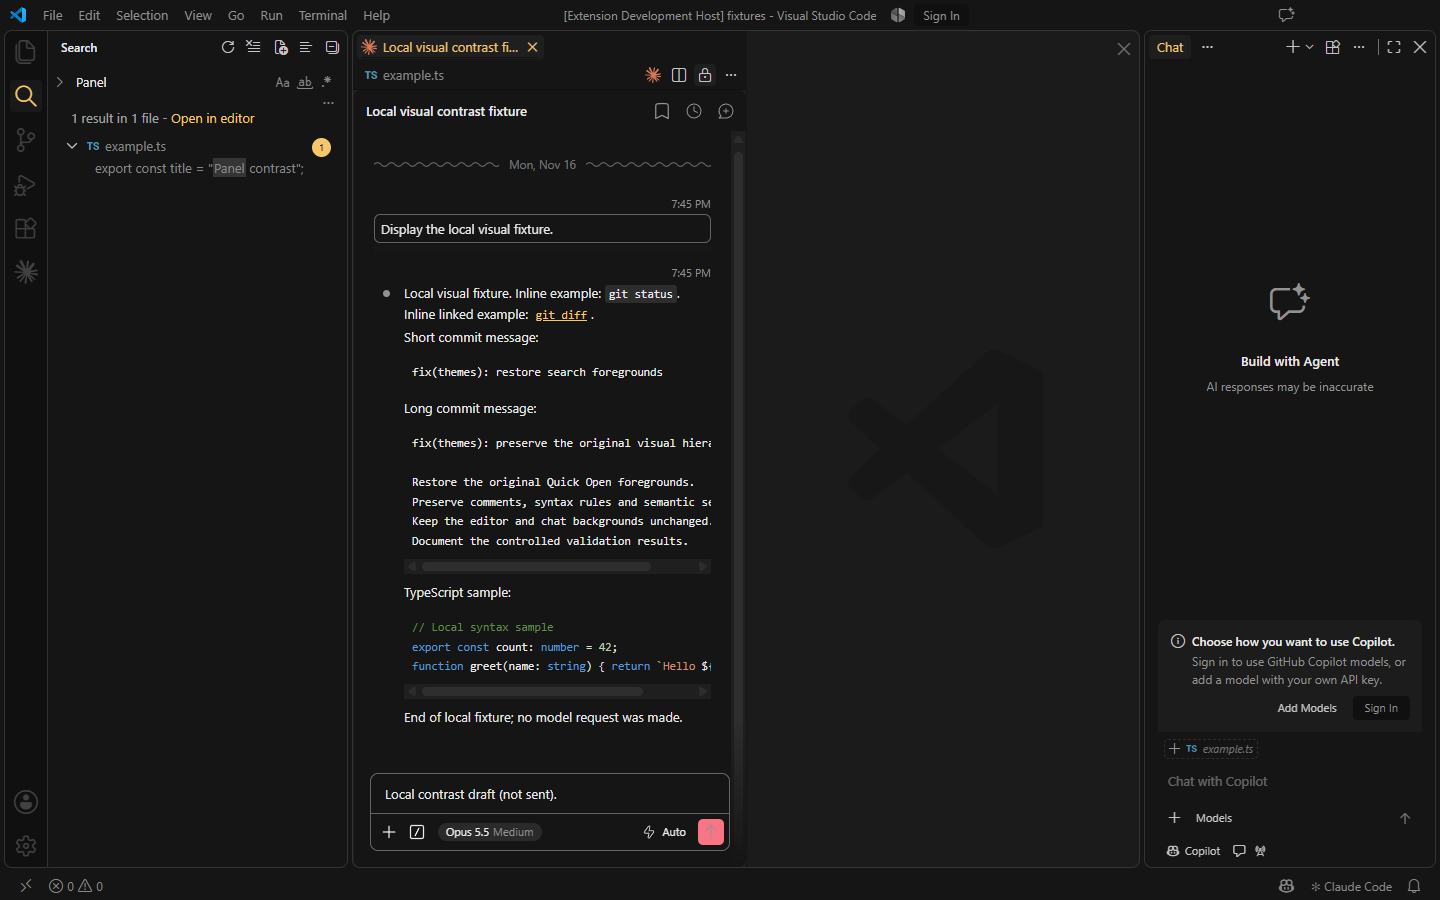 File Edit Selection View Go Run Terminal Help
[Extension Development Host] fixtures - Visual Studio Code
Sign In
Search
Panel
Aa ab .*
1 result in 1 file - Open in editor
TS example.ts 1
export const title = "Panel contrast";
Local visual contrast fi...
TS example.ts
Local visual contrast fixture
Mon, Nov 16
7:45 PM
Display the local visual fixture.
7:45 PM
Local visual fixture. Inline example: git status.
Inline linked example: git diff .
Short commit message:
fix(themes): restore search foregrounds
Long commit message:
fix(themes): preserve the original visual hiera
Restore the original Quick Open foregrounds.
Preserve comments, syntax rules and semantic se
Keep the editor and chat backgrounds unchanged.
Document the controlled validation results.
TypeScript sample:
// Local syntax sample
export const count: number = 42;
function greet(name: string) { return `Hello ${
End of local fixture; no model request was made.
Local contrast draft (not sent).
Opus 5.5 Medium
Auto
Chat
Build with Agent
AI responses may be inaccurate
Choose how you want to use Copilot.
Sign in to use GitHub Copilot models, or
add a model with your own API key.
Add Models Sign In
TS example.ts
Chat with Copilot
Models
Copilot
0 0
Claude Code